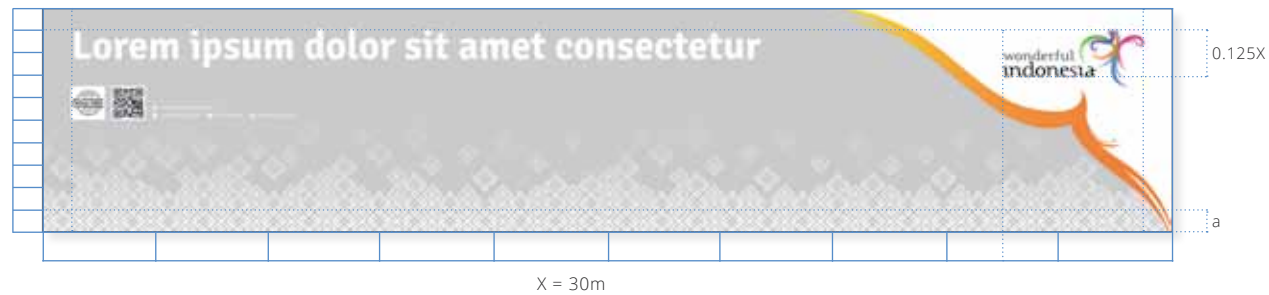 Lorem ipsum dolor sit amet consectetur
wonderful
indonesia
0.125X
a
X = 30m